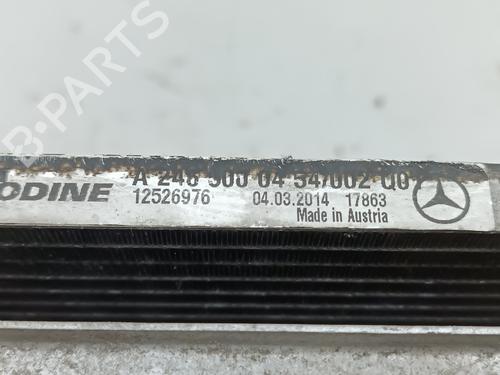 B-PARTS
A 246 500 04 54/002 Q0
ODINE
12526976 04.03.2014 17863
Made in Austria